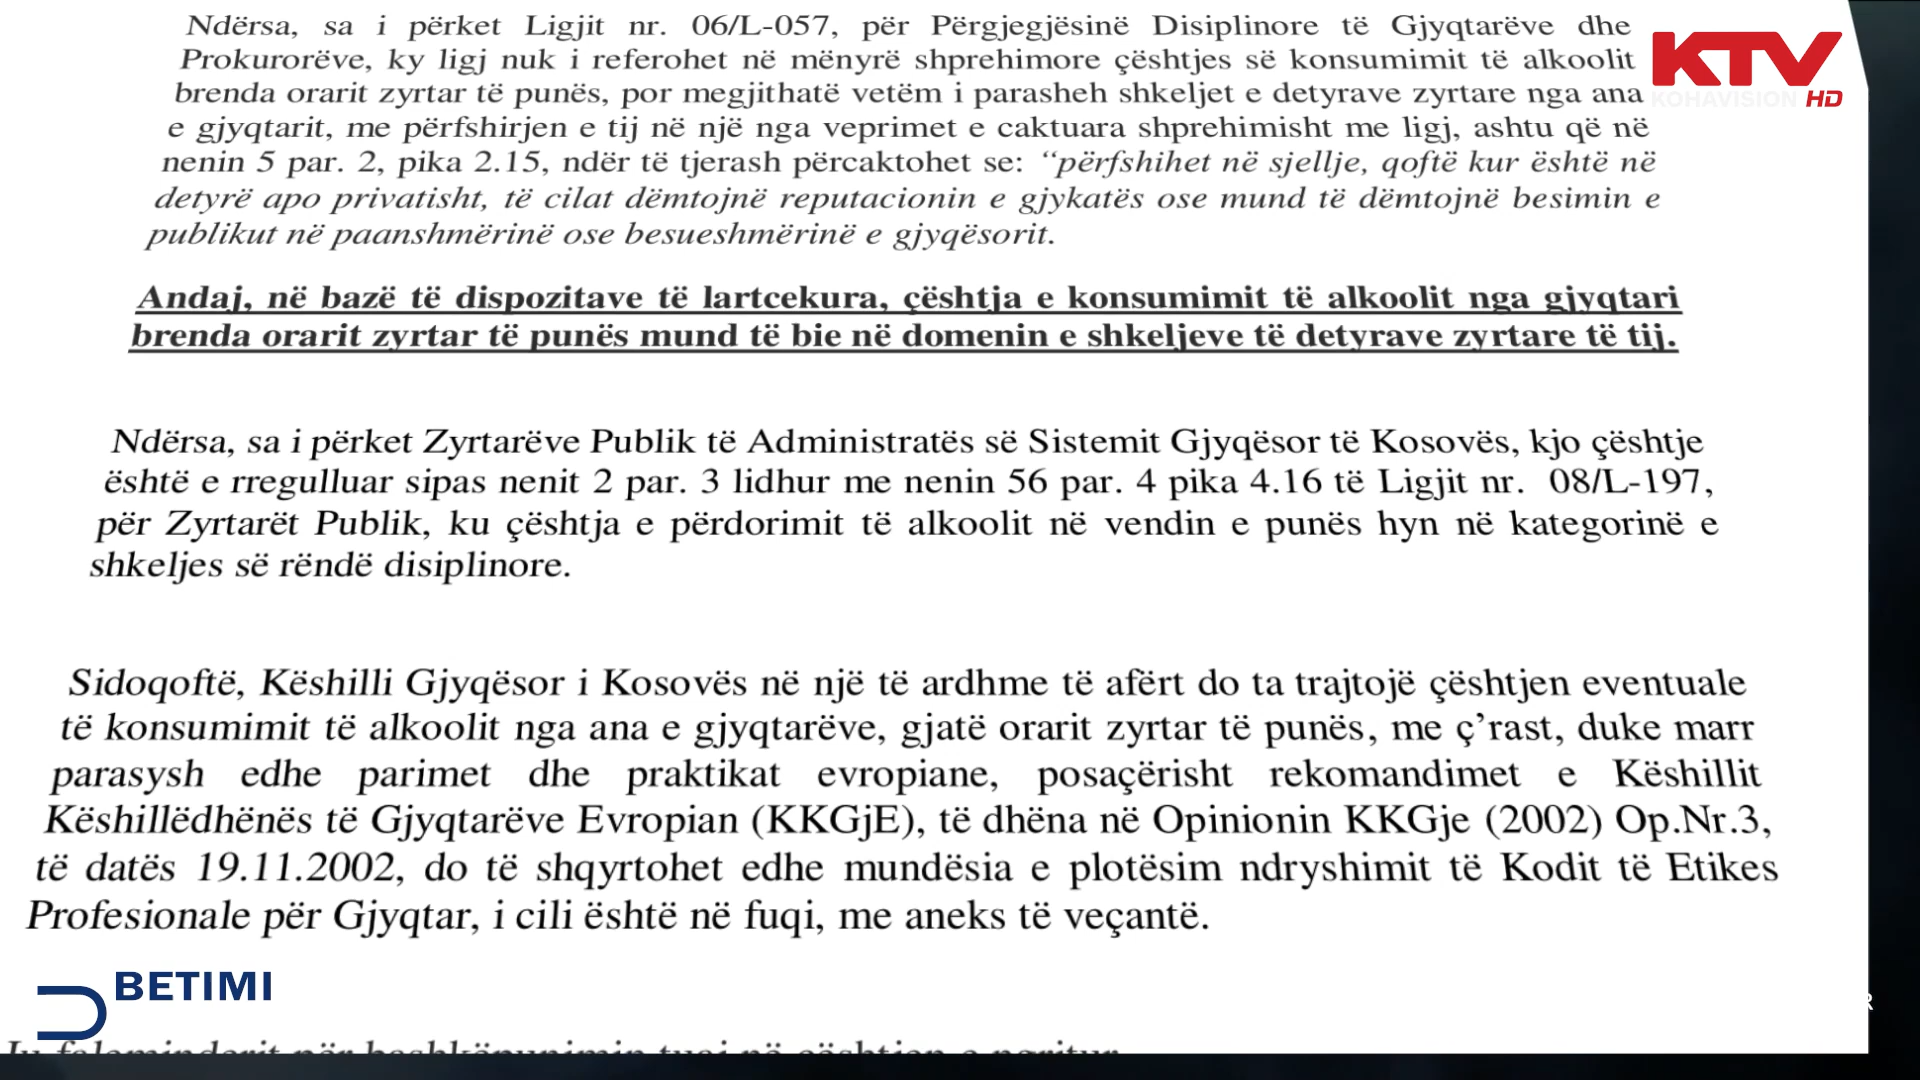 Ndërsa, sa i përket Ligjit nr. 06/L-057, për Përgjegjësinë Disiplinore të Gjyqtarëve dhe
Prokurorëve, ky ligj nuk i referohet në mënyrë shprehimore çështjes së konsumimit të alkoolit
brenda orarit zyrtar të punës, por megjithatë vetëm i parasheh shkeljet e detyrave zyrtare nga ana
e gjyqtarit, me përfshirjen e tij në një nga veprimet e caktuara shprehimisht me ligj, ashtu që në
nenin 5 par. 2, pika 2.15, ndër të tjerash përcaktohet se: “përfshihet në sjellje, qoftë kur është në
detyrë apo privatisht, të cilat dëmtojnë reputacionin e gjykatës ose mund të dëmtojnë besimin e
publikut në paanshmërinë ose besueshmërinë e gjyqësorit.
Andaj, në bazë të dispozitave të lartcekura, çështja e konsumimit të alkoolit nga gjyqtari
brenda orarit zyrtar të punës mund të bie në domenin e shkeljeve të detyrave zyrtare të tij.
Ndërsa, sa i përket Zyrtarëve Publik të Administratës së Sistemit Gjyqësor të Kosovës, kjo çështje
është e rregulluar sipas nenit 2 par. 3 lidhur me nenin 56 par. 4 pika 4.16 të Ligjit nr. 08/L-197,
për Zyrtarët Publik, ku çështja e përdorimit të alkoolit në vendin e punës hyn në kategorinë e
shkeljes së rëndë disiplinore.
Sidoqoftë, Këshilli Gjyqësor i Kosovës në një të ardhme të afërt do ta trajtojë çështjen eventuale
të konsumimit të alkoolit nga ana e gjyqtarëve, gjatë orarit zyrtar të punës, me ç’rast, duke marr
parasysh edhe parimet dhe praktikat evropiane, posaçërisht rekomandimet e Këshillit
Këshillëdhënës të Gjyqtarëve Evropian (KKGjE), të dhëna në Opinionin KKGje (2002) Op.Nr.3,
të datës 19.11.2002, do të shqyrtohet edhe mundësia e plotësim ndryshimit të Kodit të Etikes
Profesionale për Gjyqtar, i cili është në fuqi, me aneks të veçantë.
Ju falemnderit për bashkëpunimin tuaj në çështjen e ngritur
KTV
KOHAVISION HD
BETIMI
R